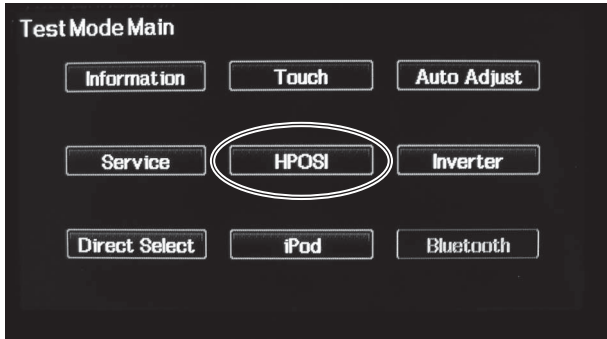 Test Mode Main
Information Touch Auto Adjust
Service HPOSI Inverter
Direct Select iPod Bluetooth